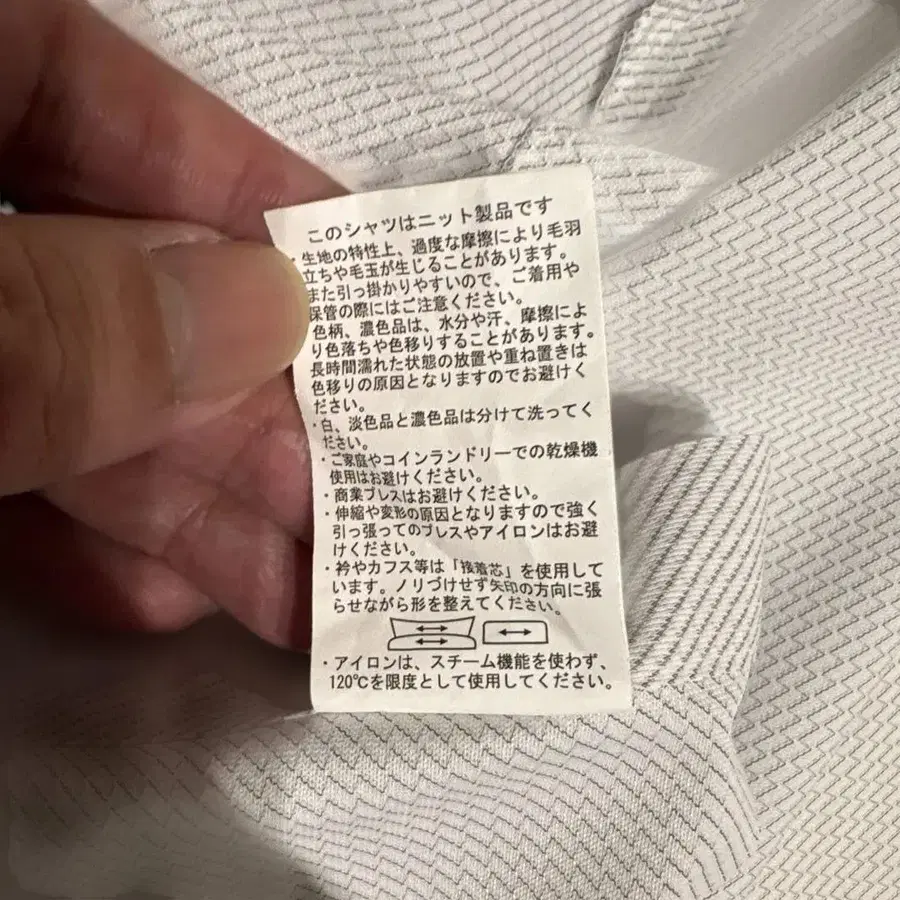 このシャツはニット製品です
・生地の特性上、過度な摩擦により毛羽
立ちや毛玉が生じることがあります。
また引っ掛かりやすいので、ご着用や
保管の際にはご注意ください。
色柄、濃色品は、水分や汗、摩擦によ
り色落ちや色移りすることがあります。
長時間濡れた状態の放置や重ね置きは
色移りの原因となりますのでお避けく
ださい。
・白、淡色品と濃色品は分けて洗ってく
ださい。
・ご家庭やコインランドリーでの乾燥機
使用はお避けください。
・商業プレスはお避けください。
・伸縮や変形の原因となりますので強く
引っ張ってのプレスやアイロンはお避
けください。
・衿やカフス等は「接着芯」を使用して
います。ノリづけせず矢印の方向に張
らせながら形を整えてください。
・アイロンは、スチーム機能を使わず、
120℃を限度として使用してください。